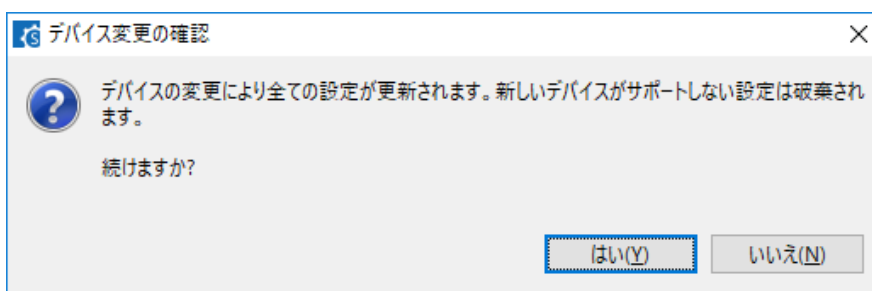 デバイス変更の確認
デバイスの変更により全ての設定が更新されます。新しいデバイスがサポートしない設定は破棄され
ます。
続けますか?
はい(Y)
いいえ(N)